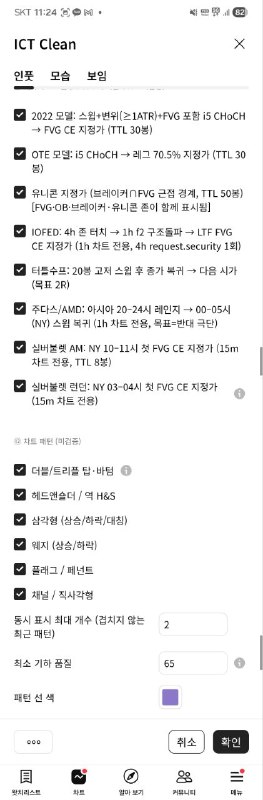 SKT 11:24
82
ICT Clean
인풋 모습 보임
2022 모델: 스윕+변위(≥1ATR)+FVG 포함 i5 CHoCH
→ FVG CE 지정가 (TTL 30봉)
OTE 모델: i5 CHoCH → 레그 70.5% 지정가 (TTL 30
봉)
유니콘 지정가 (브레이커∩FVG 근접 경계, TTL 50봉)
[FVG·OB·브레이커·유니콘 존이 함께 표시됨]
IOFED: 4h 존 터치 → 1h f2 구조돌파 → LTF FVG
CE 지정가 (1h 차트 전용, 4h request.security 1회)
터틀수프: 20봉 고저 스윕 후 종가 복귀 → 다음 시가
(목표 2R)
주다스/AMD: 아시아 20–24시 레인지 → 00–05시
(NY) 스윕 복귀 (1h 차트 전용, 목표=반대 극단)
실버불렛 AM: NY 10–11시 첫 FVG CE 지정가 (15m
차트 전용, TTL 8봉)
실버불렛 런던: NY 03–04시 첫 FVG CE 지정가
(15m 차트 전용)
차트 패턴 (미검증)
더블/트리플 탑·바텀
헤드앤숄더 / 역 H&S
삼각형 (상승/하락/대칭)
웨지 (상승/하락)
플래그 / 페넌트
채널 / 직사각형
동시 표시 최대 개수 (겹치지 않는
최근 패턴)
2
최소 기하 품질
65
패턴 선 색
취소
확인
왓치리스트
차트
알아 보기
커뮤니티
메뉴